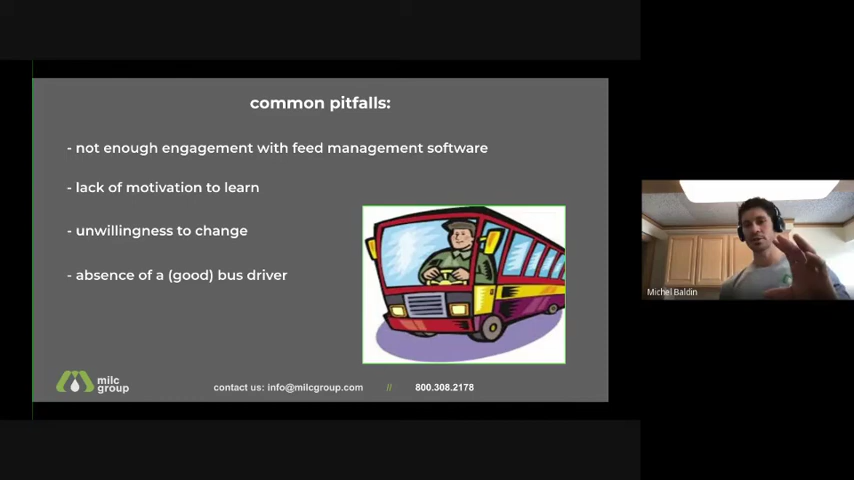 common pitfalls:
- not enough engagement with feed management software
- lack of motivation to learn
- unwillingness to change
- absence of a (good) bus driver
milc
group
contact us: info@milcgroup.com // 800.308.2178
Michel Baldin